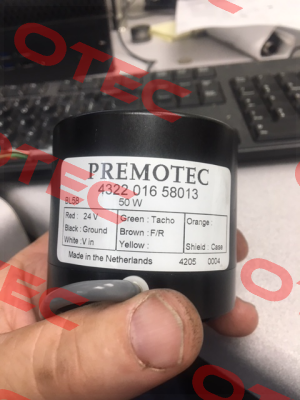 OTEC
PREMOTEC
4322 016 58013
BL58 50 W
Red : 24 V Green : Tacho Orange :
Black : Ground Brown : F/R
White : V in Yellow : Shield : Case
Made in the Netherlands 4205 0004